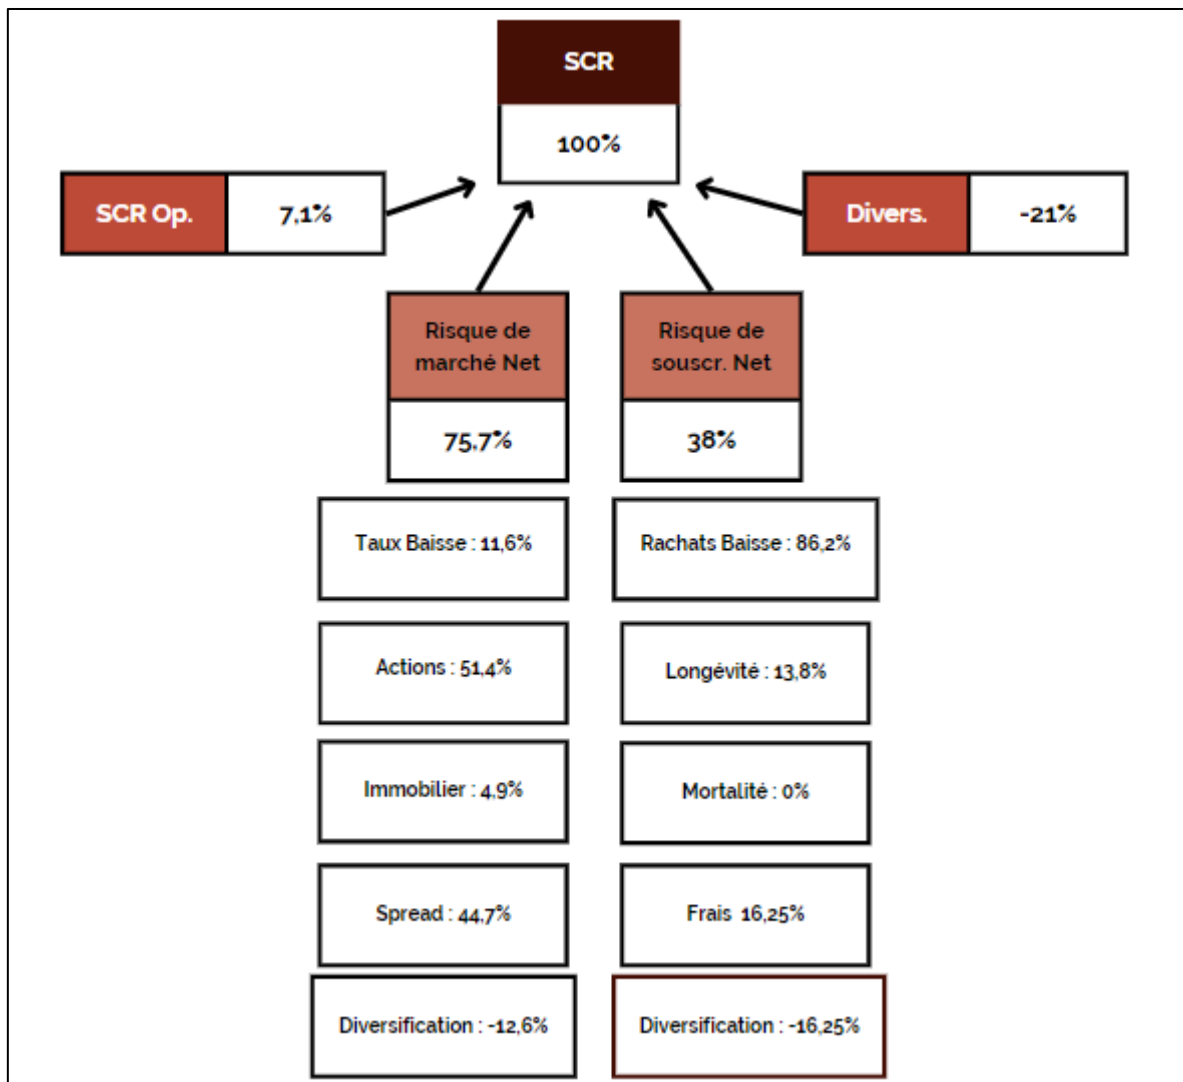 SCR
100%
SCR Op.
7,1%
Divers.
-21%
Risque de
marché Net
75,7%
Risque de
souscr. Net
38%
Taux Baisse : 11,6%
Rachats Baisse : 86,2%
Actions : 51,4%
Longévité : 13,8%
Immobilier : 4,9%
Mortalité : 0%
Spread : 44,7%
Frais 16,25%
Diversification : -12,6%
Diversification : -16,25%